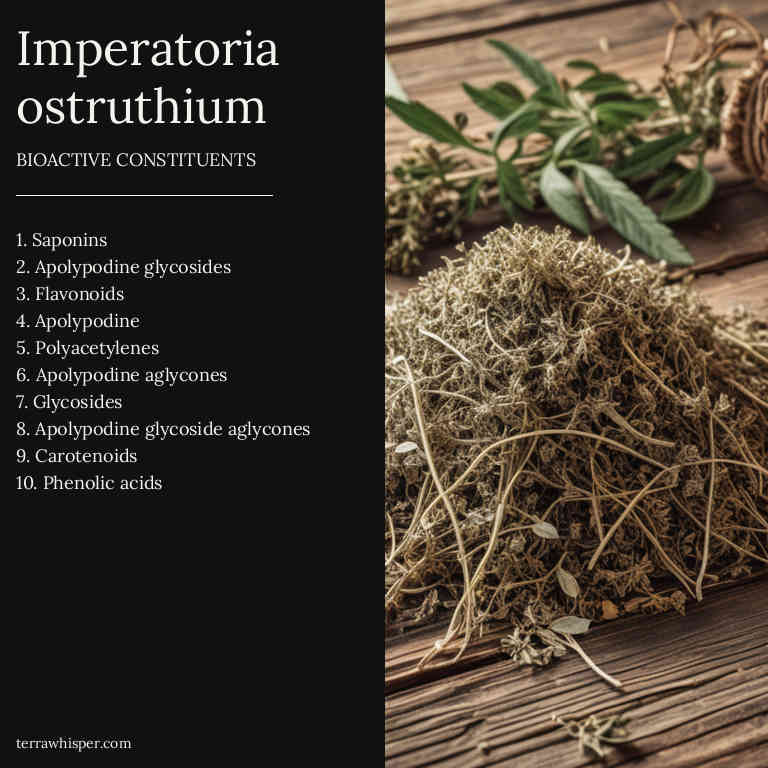 Imperatoria
ostruthium
BIOACTIVE CONSTITUENTS
1. Saponins
2. Apolypodine glycosides
3. Flavonoids
4. Apolypodine
5. Polyacetylenes
6. Apolypodine aglycones
7. Glycosides
8. Apolypodine glycoside aglycones
9. Carotenoids
10. Phenolic acids
terrawhisper.com